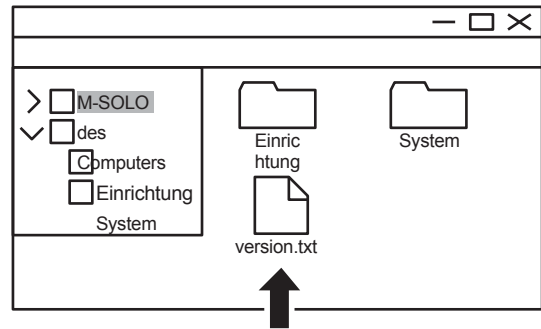 M-SOLO
des
Computers
Einrichtung
System
Einric
htung
System
version.txt